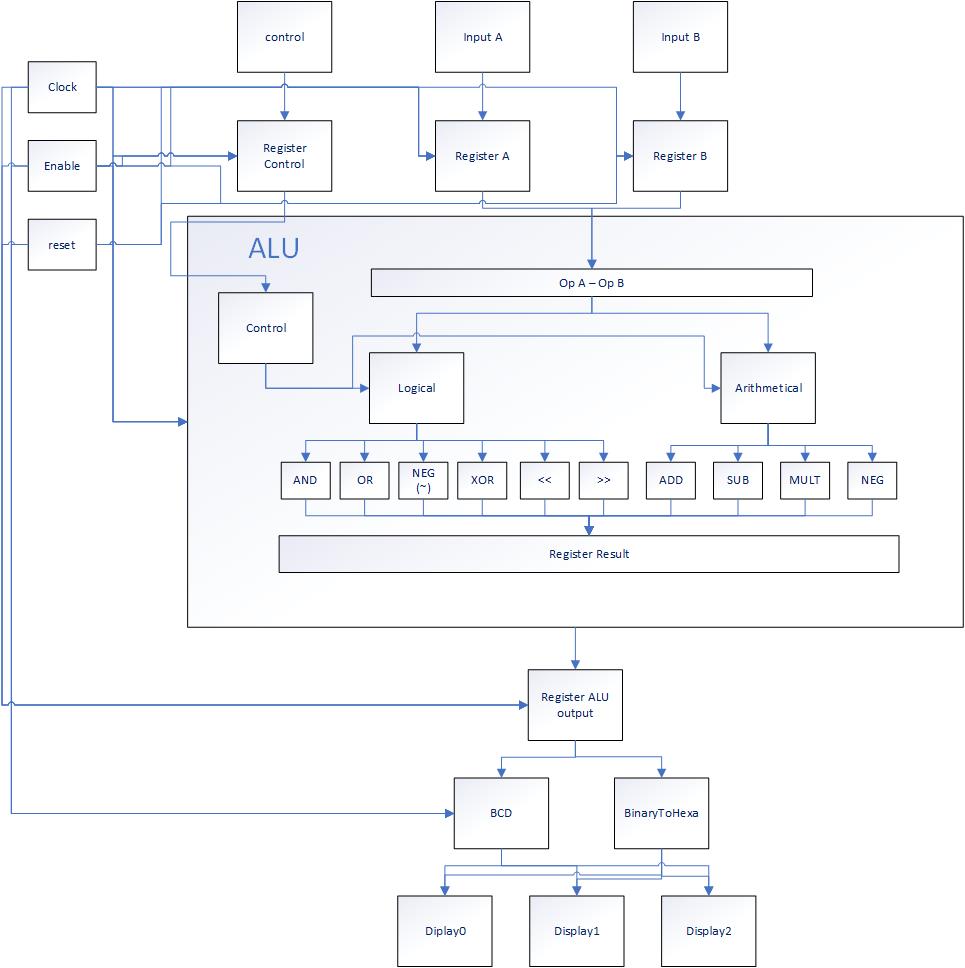 control
Input A
Input B
Clock
Enable
reset
Register
Control
Register A
Register B
ALU
Op A – Op B
Control
Logical
Arithmetical
AND
OR
NEG
(~)
XOR
<<
>>
ADD
SUB
MULT
NEG
Register Result
Register ALU
output
BCD
BinaryToHexa
Diplay0
Display1
Display2